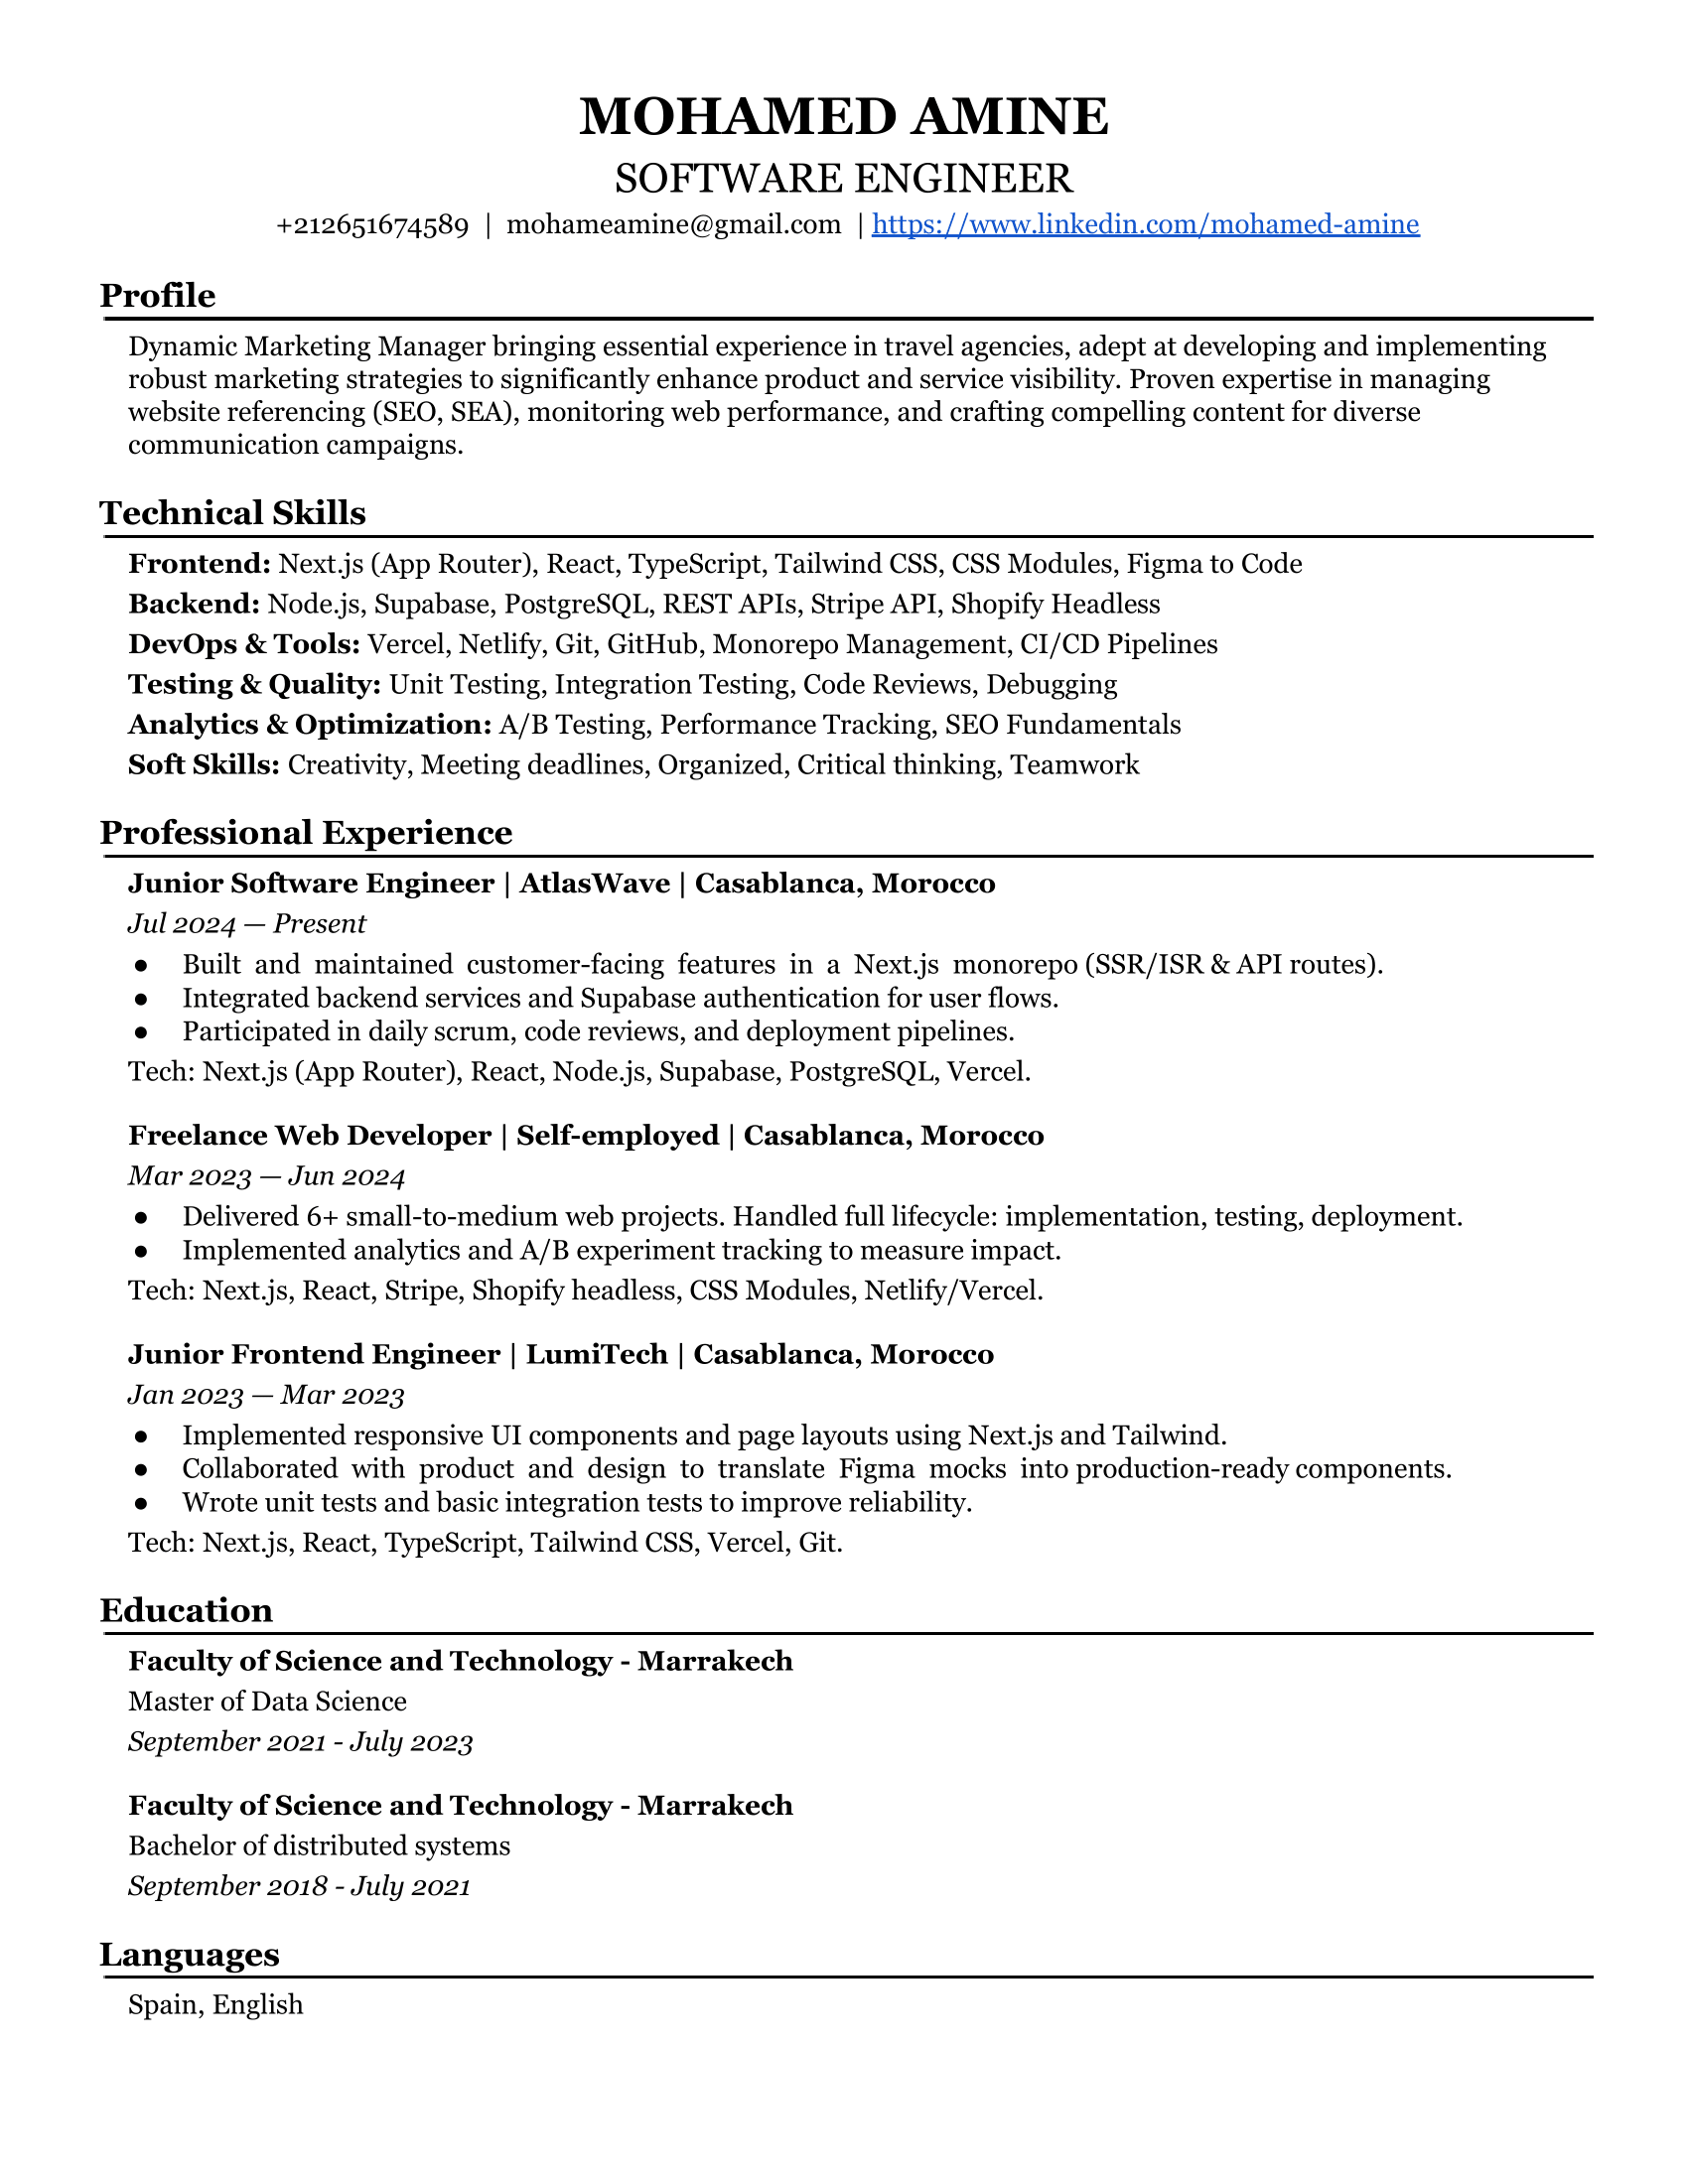 MOHAMED AMINE
SOFTWARE ENGINEER
+212651674589 | mohameamine@gmail.com | https://www.linkedin.com/mohamed-amine
Profile
Dynamic Marketing Manager bringing essential experience in travel agencies, adept at developing and implementing
robust marketing strategies to significantly enhance product and service visibility. Proven expertise in managing
website referencing (SEO, SEA), monitoring web performance, and crafting compelling content for diverse
communication campaigns.
Technical Skills
Frontend: Next.js (App Router), React, TypeScript, Tailwind CSS, CSS Modules, Figma to Code
Backend: Node.js, Supabase, PostgreSQL, REST APIs, Stripe API, Shopify Headless
DevOps & Tools: Vercel, Netlify, Git, GitHub, Monorepo Management, CI/CD Pipelines
Testing & Quality: Unit Testing, Integration Testing, Code Reviews, Debugging
Analytics & Optimization: A/B Testing, Performance Tracking, SEO Fundamentals
Soft Skills: Creativity, Meeting deadlines, Organized, Critical thinking, Teamwork
Professional Experience
Junior Software Engineer | AtlasWave | Casablanca, Morocco
Jul 2024 — Present
● Built and maintained customer-facing features in a Next.js monorepo (SSR/ISR & API routes).
● Integrated backend services and Supabase authentication for user flows.
● Participated in daily scrum, code reviews, and deployment pipelines.
Tech: Next.js (App Router), React, Node.js, Supabase, PostgreSQL, Vercel.
Freelance Web Developer | Self-employed | Casablanca, Morocco
Mar 2023 — Jun 2024
● Delivered 6+ small-to-medium web projects. Handled full lifecycle: implementation, testing, deployment.
● Implemented analytics and A/B experiment tracking to measure impact.
Tech: Next.js, React, Stripe, Shopify headless, CSS Modules, Netlify/Vercel.
Junior Frontend Engineer | LumiTech | Casablanca, Morocco
Jan 2023 — Mar 2023
● Implemented responsive UI components and page layouts using Next.js and Tailwind.
● Collaborated with product and design to translate Figma mocks into production-ready components.
● Wrote unit tests and basic integration tests to improve reliability.
Tech: Next.js, React, TypeScript, Tailwind CSS, Vercel, Git.
Education
Faculty of Science and Technology - Marrakech
Master of Data Science
September 2021 - July 2023
Faculty of Science and Technology - Marrakech
Bachelor of distributed systems
September 2018 - July 2021
Languages
Spain, English